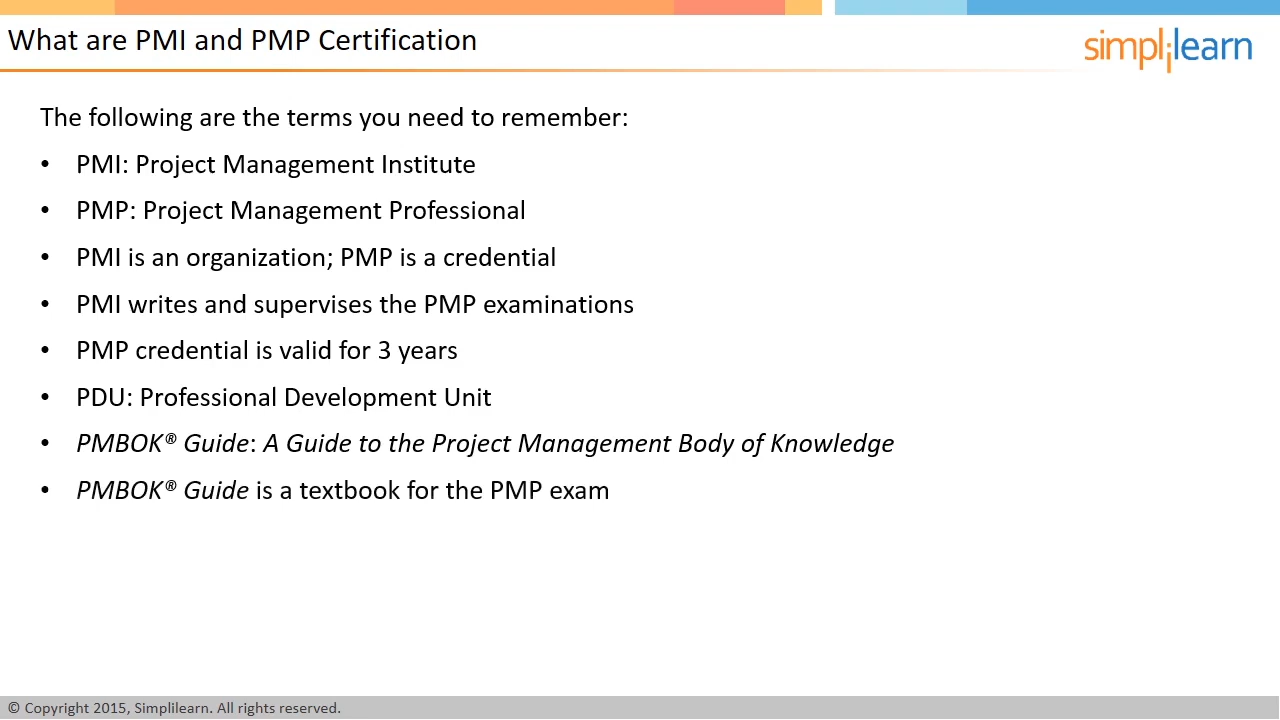 What are PMI and PMP Certification
simplilearn
The following are the terms you need to remember:
• PMI: Project Management Institute
• PMP: Project Management Professional
• PMI is an organization; PMP is a credential
• PMI writes and supervises the PMP examinations
• PMP credential is valid for 3 years
• PDU: Professional Development Unit
• PMBOK® Guide: A Guide to the Project Management Body of Knowledge
• PMBOK® Guide is a textbook for the PMP exam
© Copyright 2015, Simplilearn. All rights reserved.